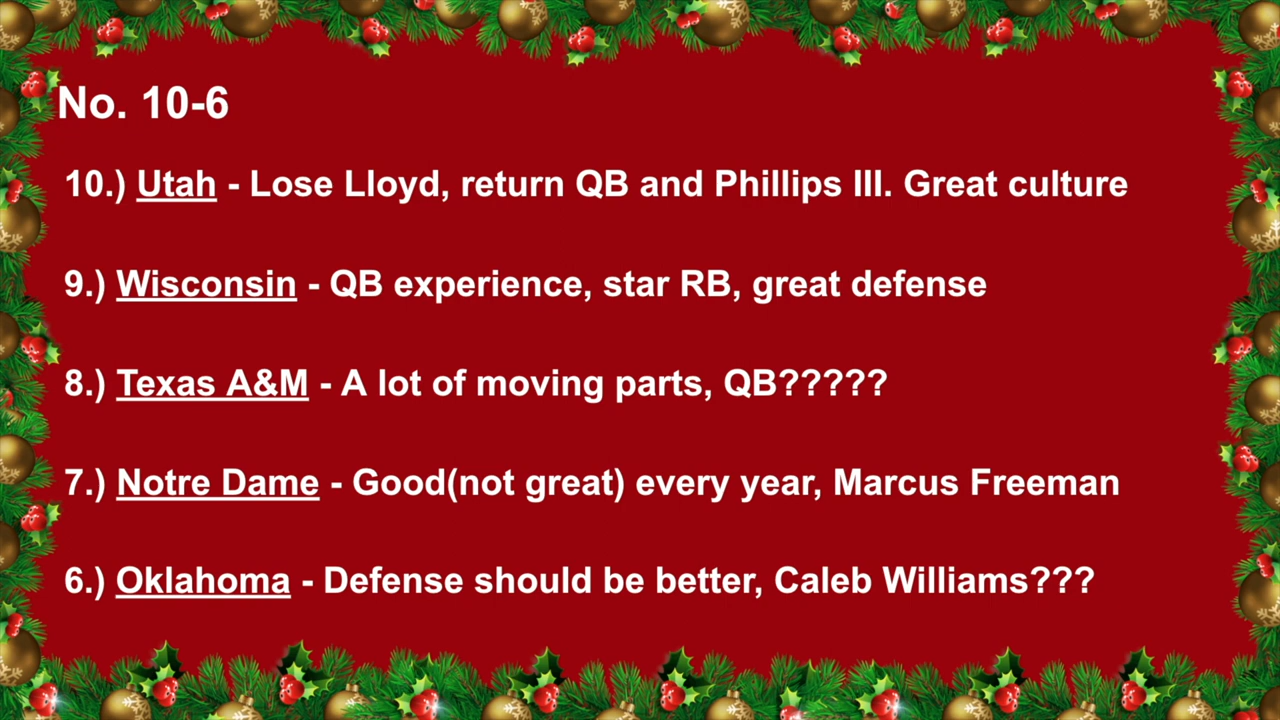 No. 10-6
10.) Utah - Lose Lloyd, return QB and Phillips III. Great culture
9.) Wisconsin - QB experience, star RB, great defense
8.) Texas A&M - A lot of moving parts, QB?????
7.) Notre Dame - Good(not great) every year, Marcus Freeman
6.) Oklahoma - Defense should be better, Caleb Williams???